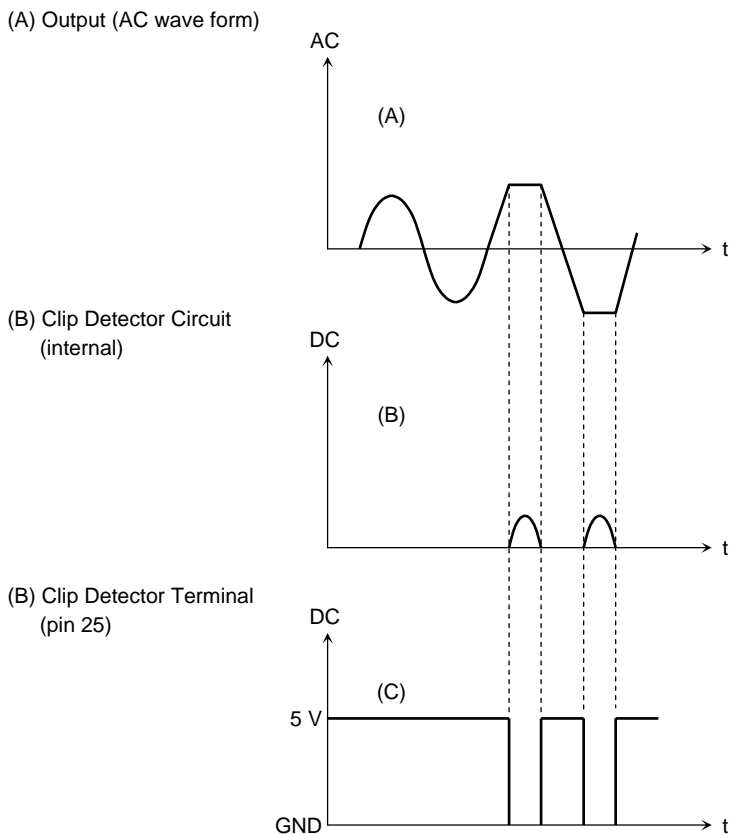 (A) Output (AC wave form)
AC
(A)
t
(B) Clip Detector Circuit
(internal)
DC
(B)
t
(B) Clip Detector Terminal
(pin 25)
DC
(C)
5 V
GND
t